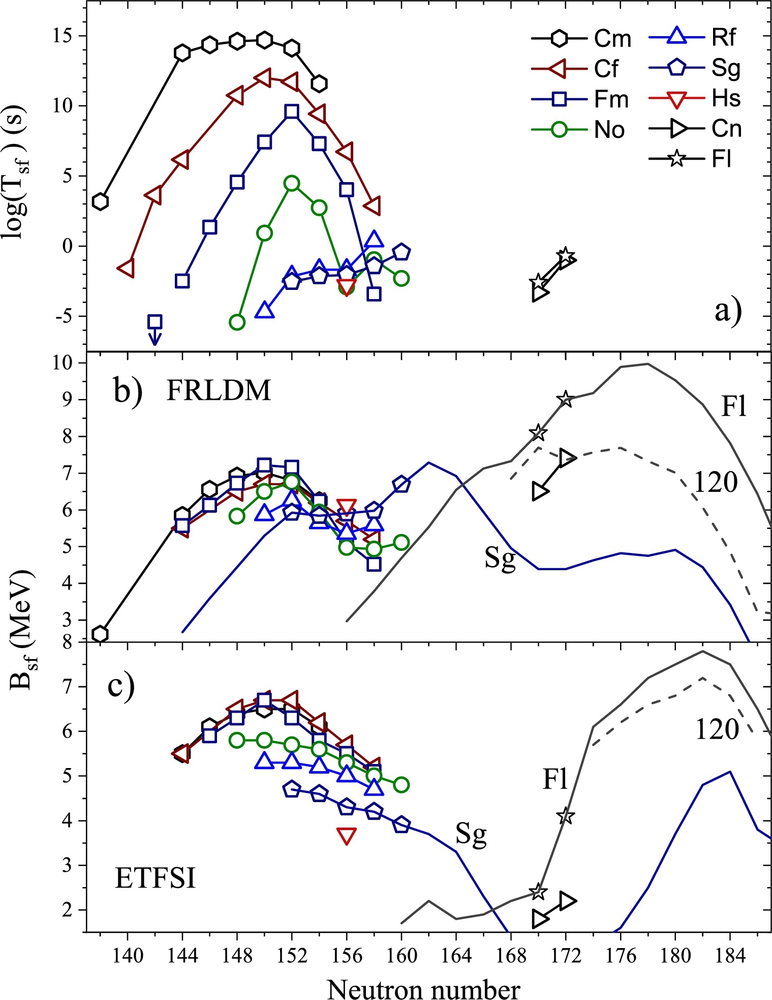 log(T_sf) (s)
15
10
5
0
-5
Cm
Cf
Fm
No
Rf
Sg
Hs
Cn
Fl
a)
B_sf (MeV)
10
9
8
7
6
5
4
3
b) FRLDM
Fl
120
Sg
8
7
6
5
4
3
2
c)
120
Fl
Sg
ETFSI
140 144 148 152 156 160 164 168 172 176 180 184
Neutron number